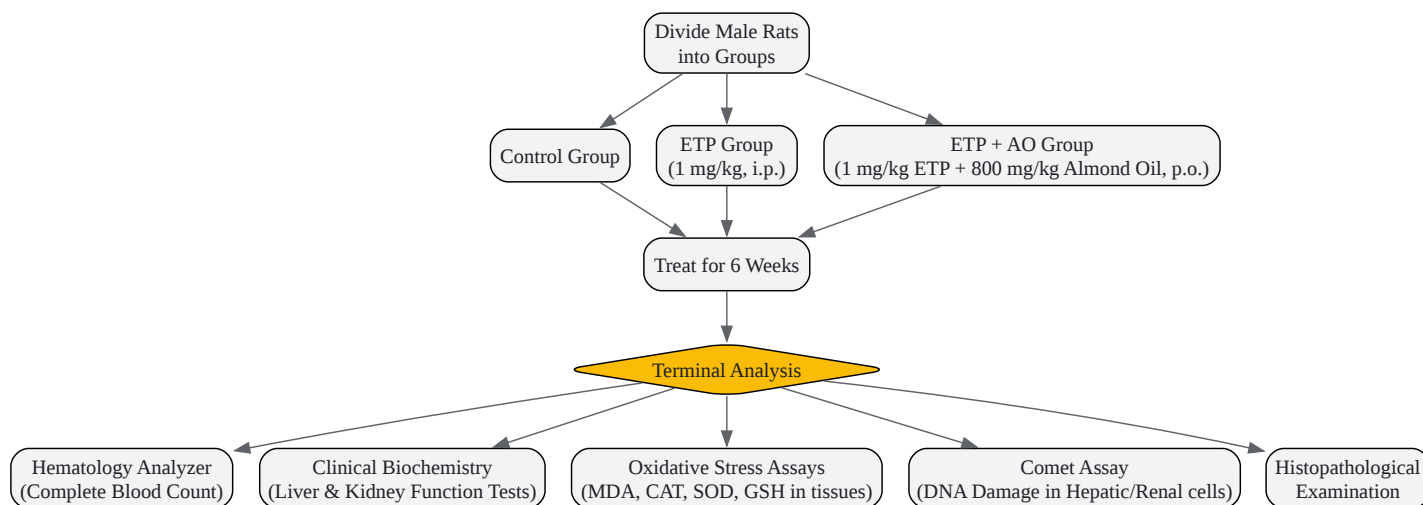 Divide Male Rats
into Groups
Control Group
ETP Group
(1 mg/kg, i.p.)
ETP + AO Group
(1 mg/kg ETP + 800 mg/kg Almond Oil, p.o.)
Treat for 6 Weeks
Terminal Analysis
Hematology Analyzer
(Complete Blood Count)
Clinical Biochemistry
(Liver & Kidney Function Tests)
Oxidative Stress Assays
(MDA, CAT, SOD, GSH in tissues)
Comet Assay
(DNA Damage in Hepatic/Renal cells)
Histopathological
Examination